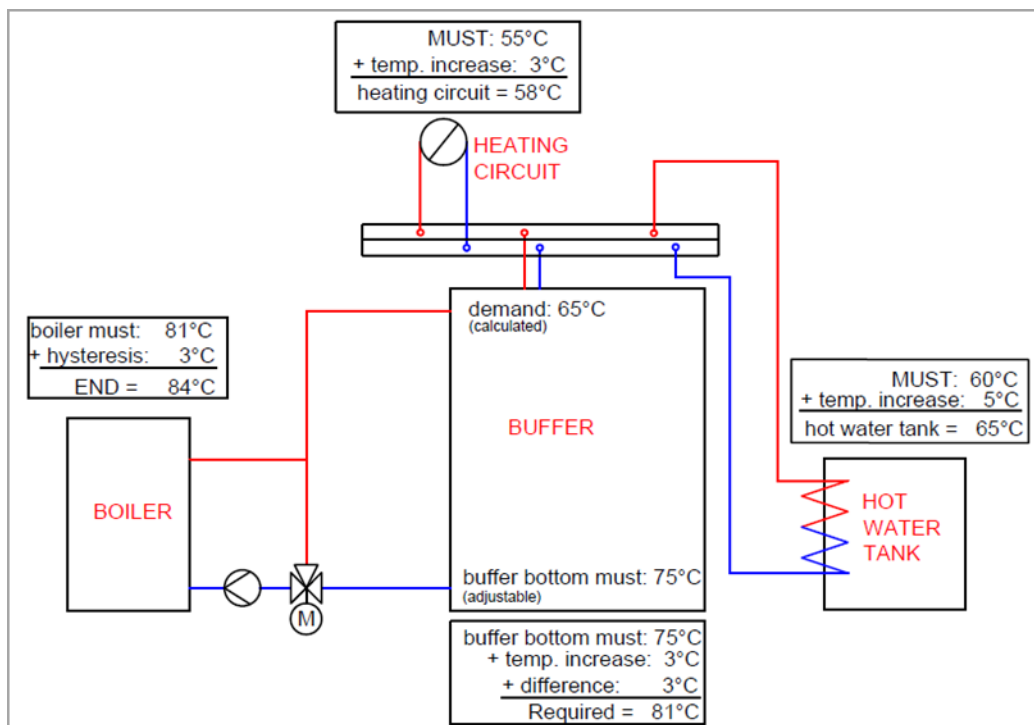 MUST: 55°C
+ temp. increase: 3°C
heating circuit = 58°C
HEATING
CIRCUIT
demand: 65°C
(calculated)
boiler must: 81°C
+ hysteresis: 3°C
END = 84°C
MUST: 60°C
+ temp. increase: 5°C
hot water tank = 65°C
BUFFER
BOILER
HOT
WATER
TANK
buffer bottom must: 75°C
(adjustable)
M
buffer bottom must: 75°C
+ temp. increase: 3°C
+ difference: 3°C
Required = 81°C